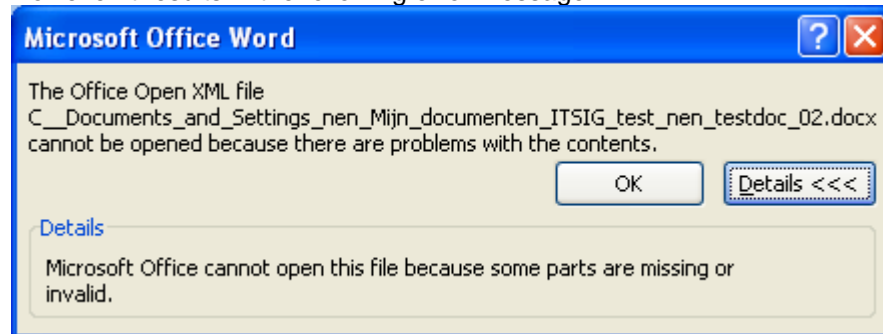 Microsoft Office Word
The Office Open XML file
C__Documents_and_Settings_nen_Mijn_documenten_ITSIG_test_nen_testdoc_02.docx
cannot be opened because there are problems with the contents.
OK
Details <<<
Details
Microsoft Office cannot open this file because some parts are missing or
invalid.